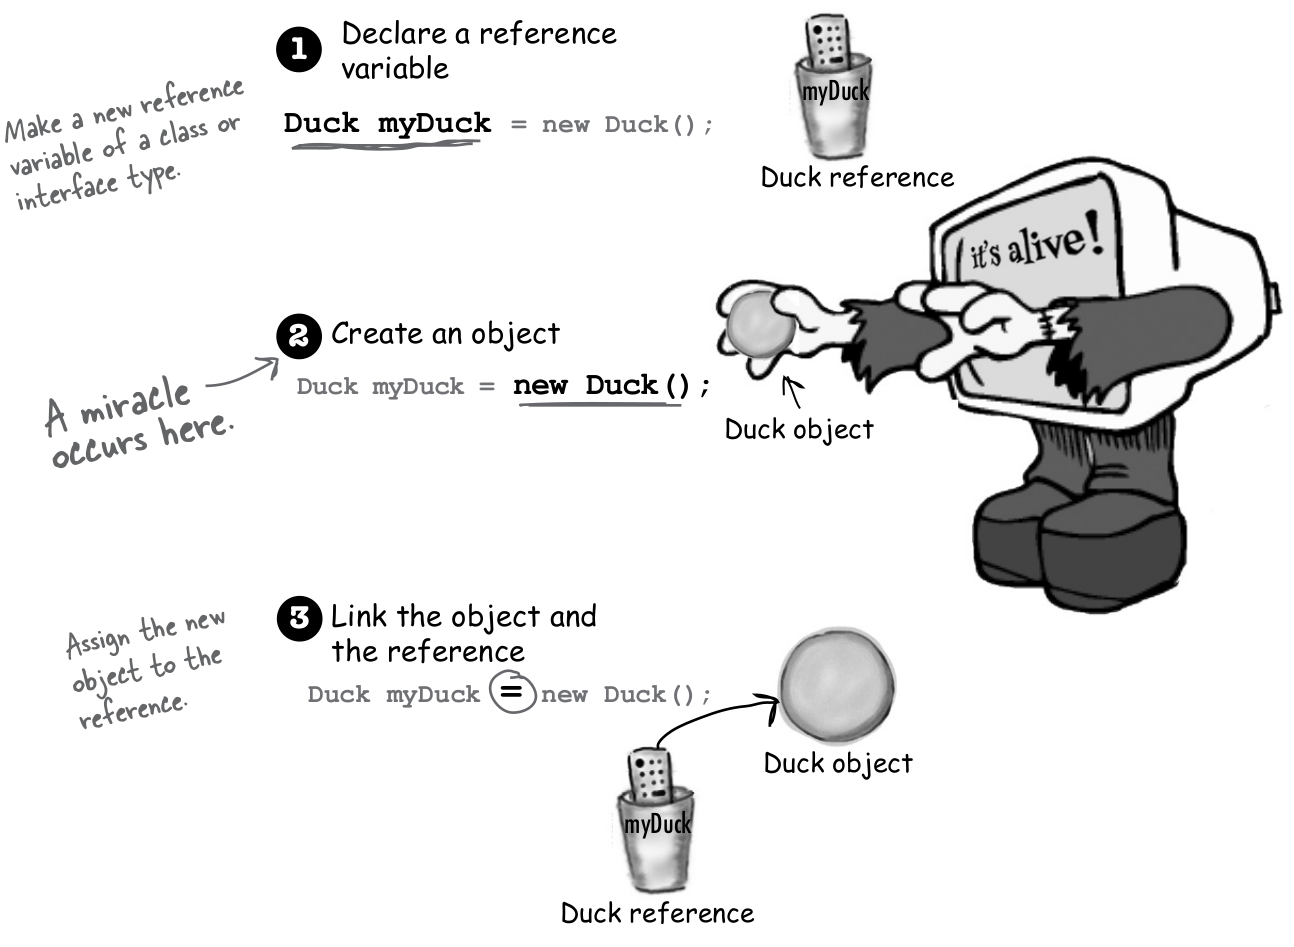 1 Declare a reference
variable
Make a new reference
variable of a class or
interface type.
Duck myDuck = new Duck();
myDuck
Duck reference
it's alive!
2 Create an object
Duck myDuck = new Duck();
A miracle
occurs here.
Duck object
3 Link the object and
the reference
Assign the new
object to the
reference.
Duck myDuck = new Duck();
Duck object
myDuck
Duck reference